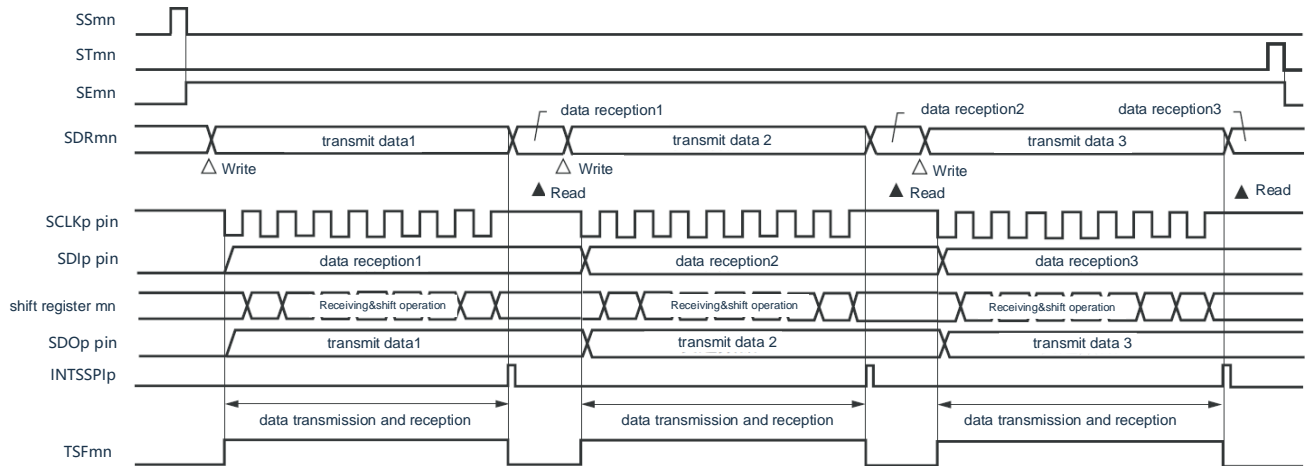 SSmn
STmn
SEmn
data reception1
data reception2
data reception3
SDRmn
transmit data1
transmit data 2
transmit data 3
△ Write
△ Write
△ Write
▲ Read
▲ Read
▲ Read
SCLKp pin
SDIp pin
data reception1
data reception2
data reception3
shift register mn
Receiving&shift operation
Receiving&shift operation
Receiving&shift operation
SDOp pin
transmit data1
transmit data 2
transmit data 3
INTSSPIp
data transmission and reception
data transmission and reception
data transmission and reception
TSFmn